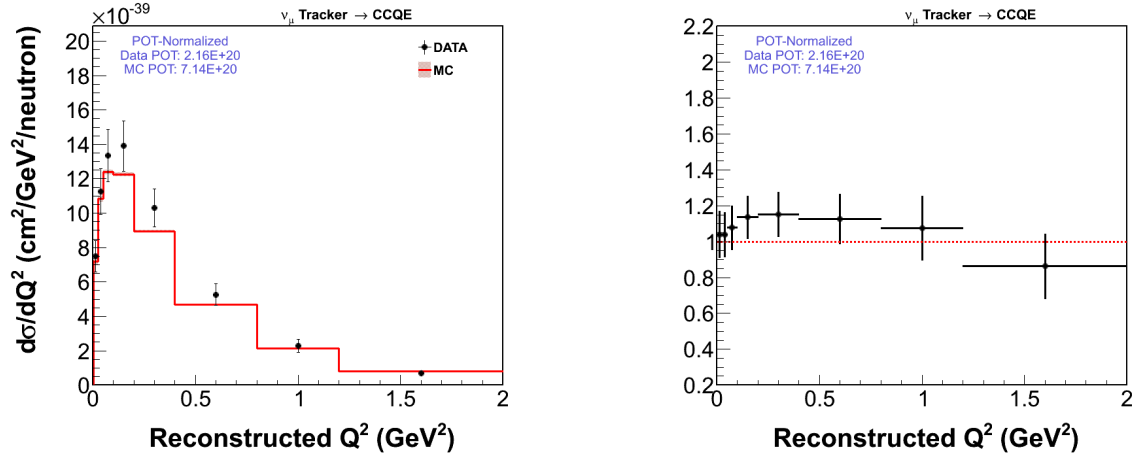 ×10⁻³⁹
ν_μ Tracker → CCQE
20
18
16
14
12
10
8
6
4
2
0
POT-Normalized
Data POT: 2.16E+20
MC POT: 7.14E+20
DATA
MC
dσ/dQ² (cm²/GeV²/neutron)
0 0.5 1 1.5 2
Reconstructed Q² (GeV²)
ν_μ Tracker → CCQE
2.2
2
1.8
1.6
1.4
1.2
1
0.8
0.6
0.4
0.2
POT-Normalized
Data POT: 2.16E+20
MC POT: 7.14E+20
0 0.5 1 1.5 2
Reconstructed Q² (GeV²)